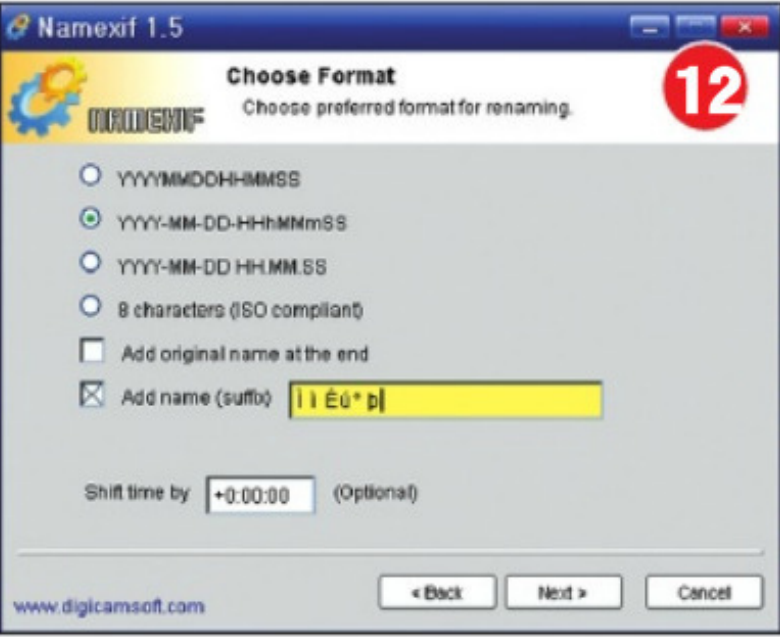 Namexif 1.5
Choose Format
12
Choose preferred format for renaming.
NAMEXIF
YYYYMMDDHHMMSS
YYYY-MM-DD-HHhMMmSS
YYYY-MM-DD HH.MM.SS
8 characters (ISO compliant)
Add original name at the end
Add name (suffix) Ì ì Êú° þ
Shift time by +0:00:00 (Optional)
< Back Next > Cancel
www.digicamsoft.com